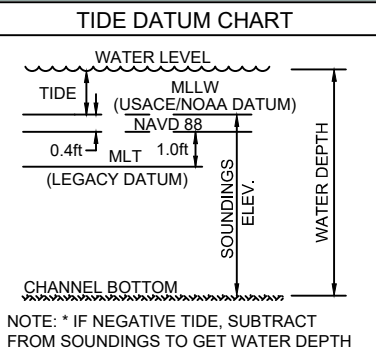 TIDE DATUM CHART
WATER LEVEL
TIDE
MLLW
(USACE/NOAA DATUM)
NAVD 88
0.4ft
MLT
1.0ft
(LEGACY DATUM)
SOUNDINGS
ELEV.
WATER DEPTH
CHANNEL BOTTOM
NOTE: * IF NEGATIVE TIDE, SUBTRACT
FROM SOUNDINGS TO GET WATER DEPTH